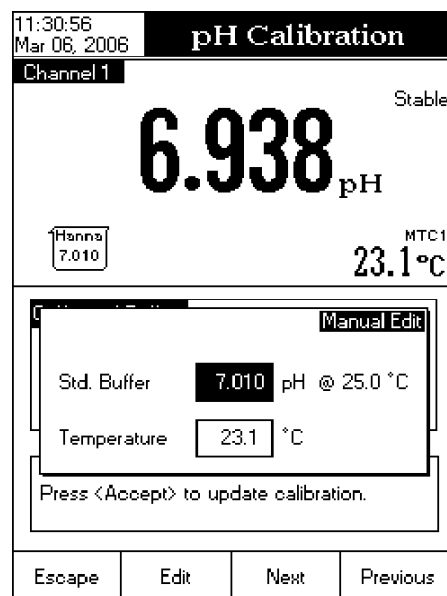 11:30:56
Mar 06, 2006
pH Calibration
Channel 1
Stable
6.938 pH
Hanna
7.010
MTC1
23.1°C
Manual Edit
Std. Buffer 7.010 pH @ 25.0 °C
Temperature 23.1 °C
Press <Accept> to update calibration.
Escape Edit Next Previous